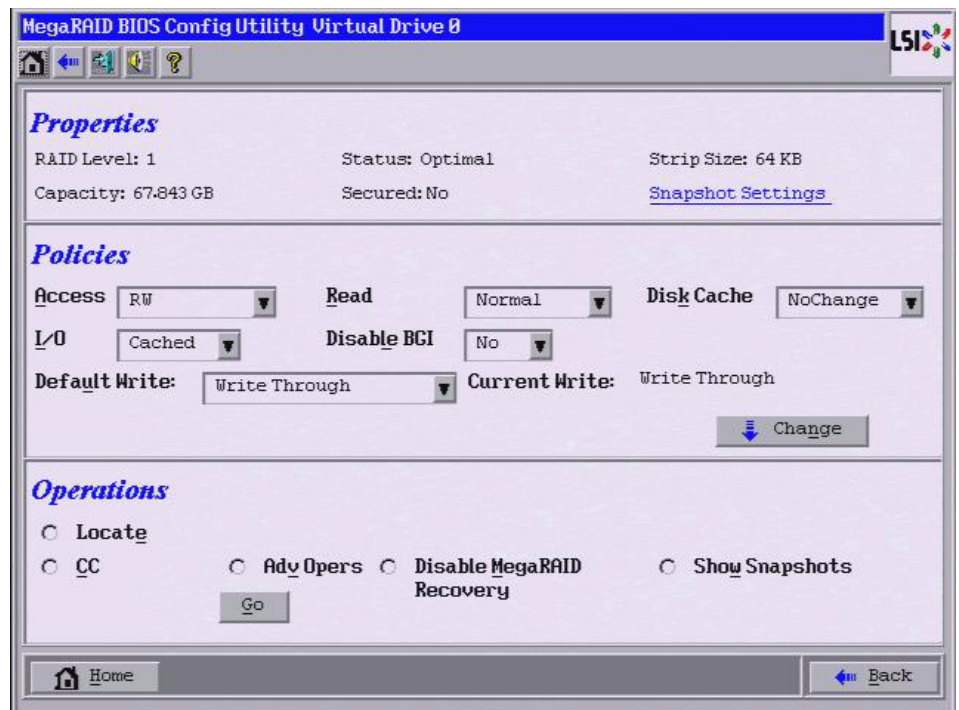 MegaRAID BIOS Config Utility Virtual Drive 0
LSI
Properties
RAID Level: 1 Status: Optimal Strip Size: 64 KB
Capacity: 67.843 GB Secured: No Snapshot Settings
Policies
Access RW Read Normal Disk Cache NoChange
I/O Cached Disable BGI No
Default Write: Write Through Current Write: Write Through
Change
Operations
Locate
CC Adv Opers Disable MegaRAID Recovery Show Snapshots
Go
Home Back